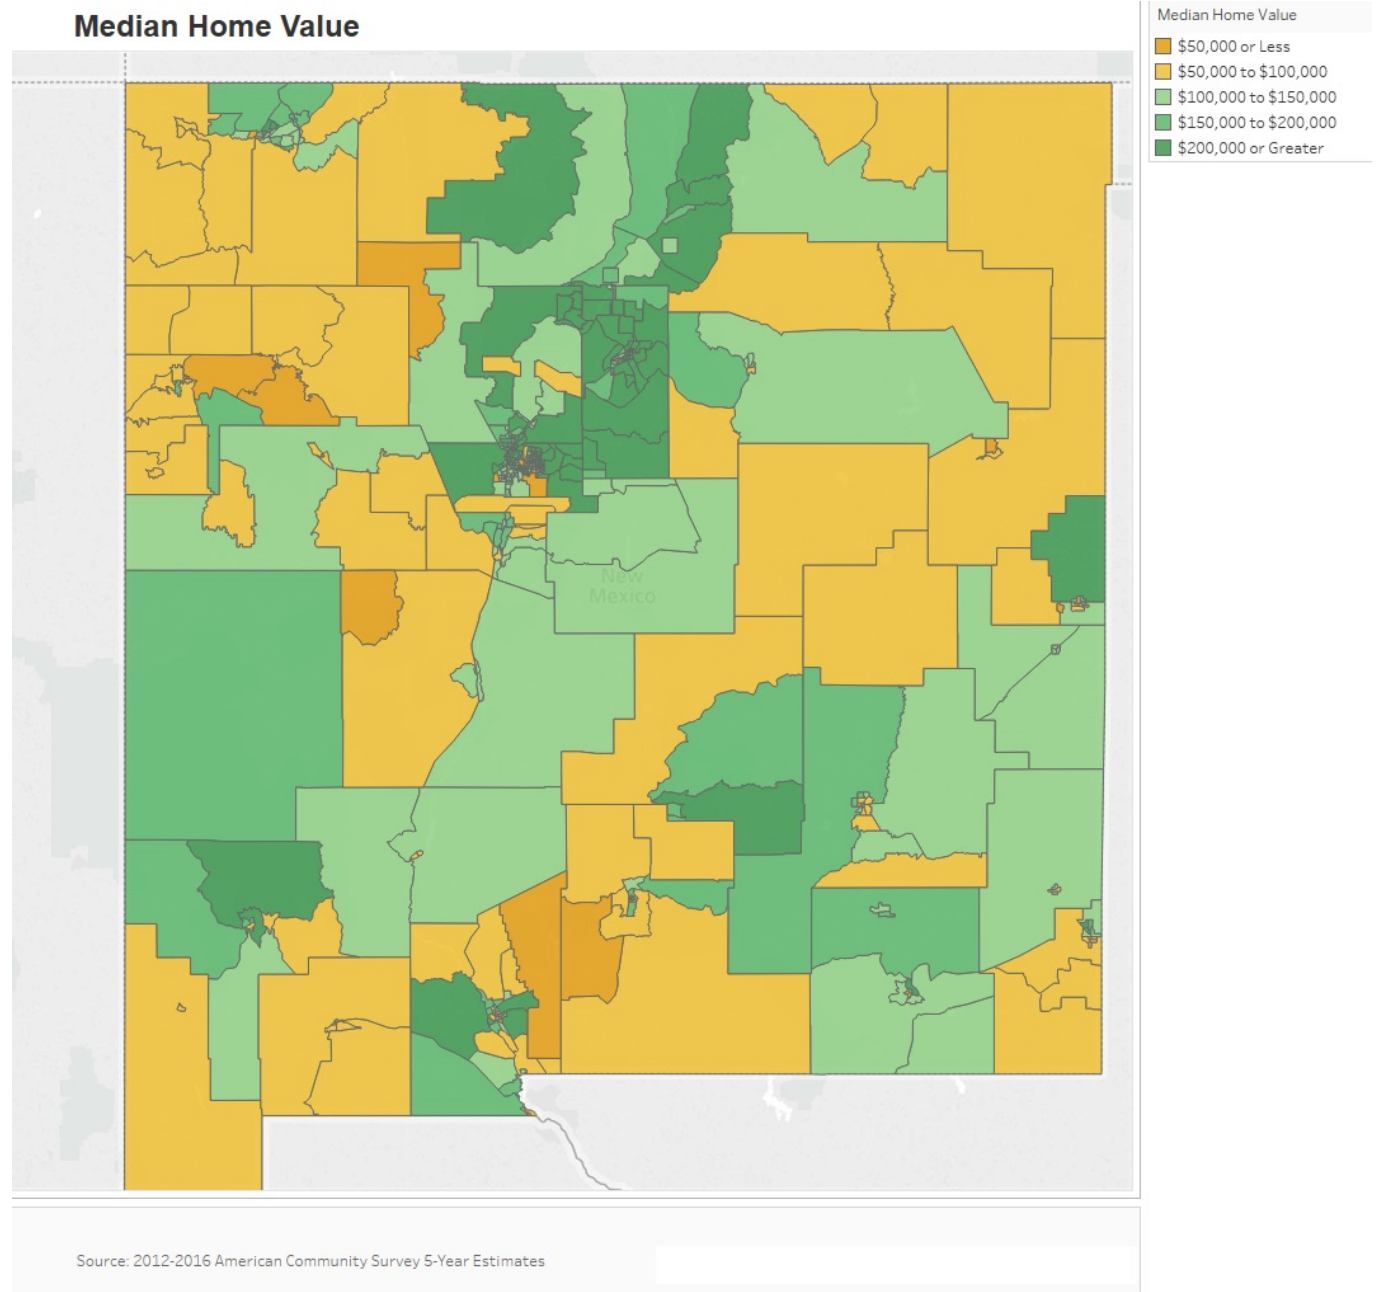 Median Home Value
Median Home Value
$50,000 or Less
$50,000 to $100,000
$100,000 to $150,000
$150,000 to $200,000
$200,000 or Greater
New
Mexico
Source: 2012-2016 American Community Survey 5-Year Estimates